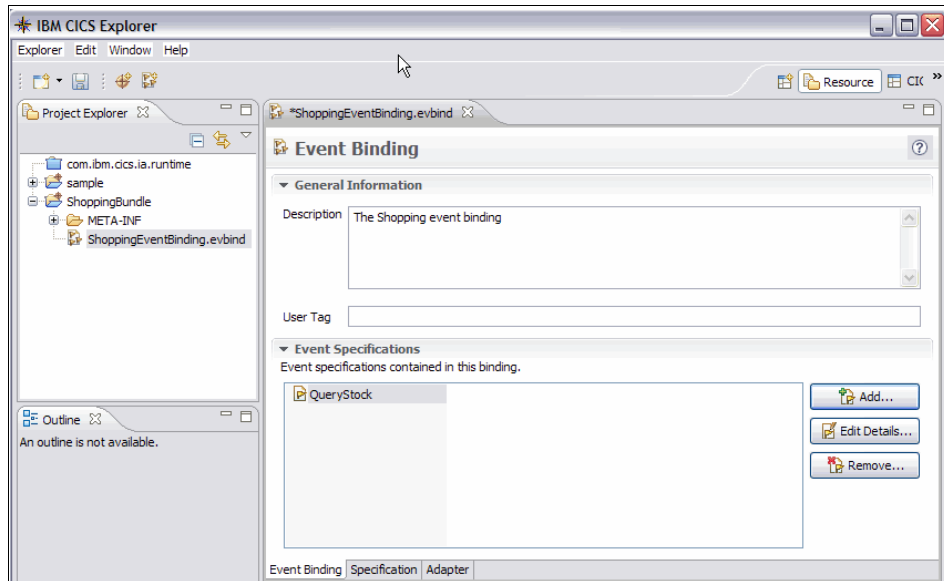 IBM CICS Explorer
Explorer Edit Window Help
Resource CIC »
Project Explorer
com.ibm.cics.ia.runtime
sample
ShoppingBundle
META-INF
ShoppingEventBinding.evbind
Outline
An outline is not available.
*ShoppingEventBinding.evbind
Event Binding
General Information
Description The Shopping event binding
User Tag
Event Specifications
Event specifications contained in this binding.
QueryStock
Add...
Edit Details...
Remove...
Event Binding Specification Adapter